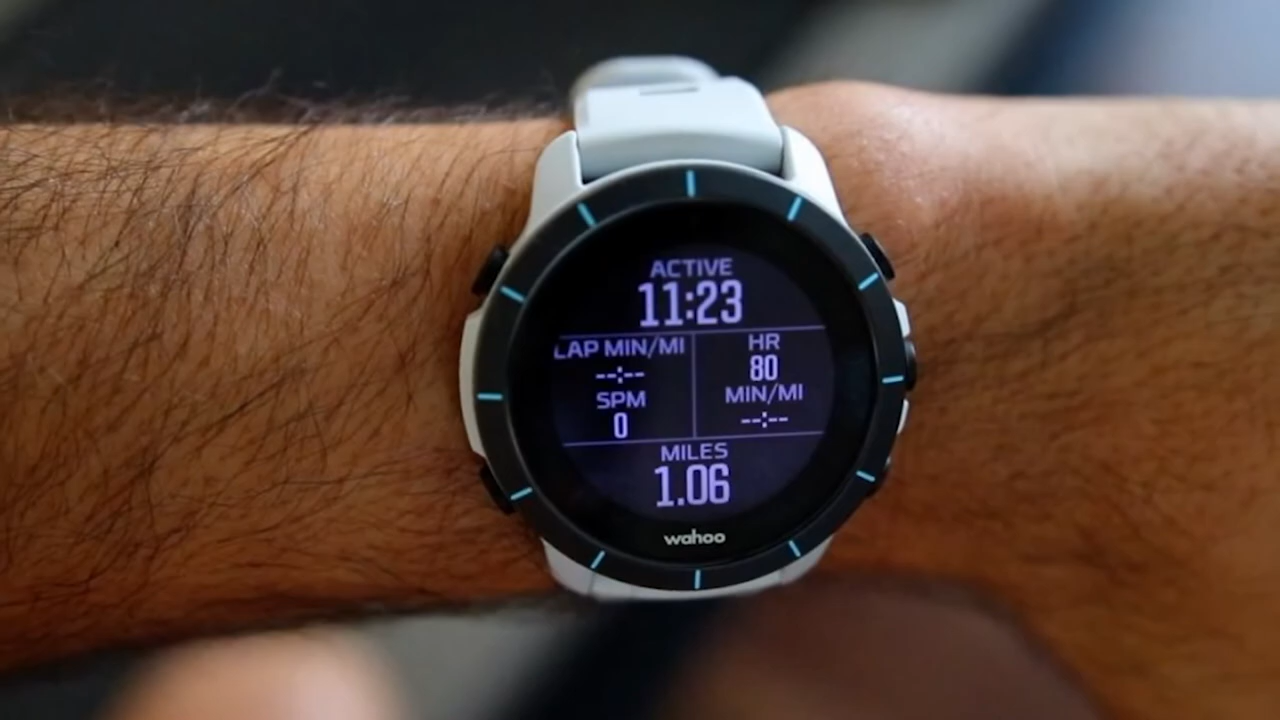 ACTIVE
11:23
LAP MIN/MI
--:--
SPM
0
HR
80
MIN/MI
--:--
MILES
1.06
wahoo